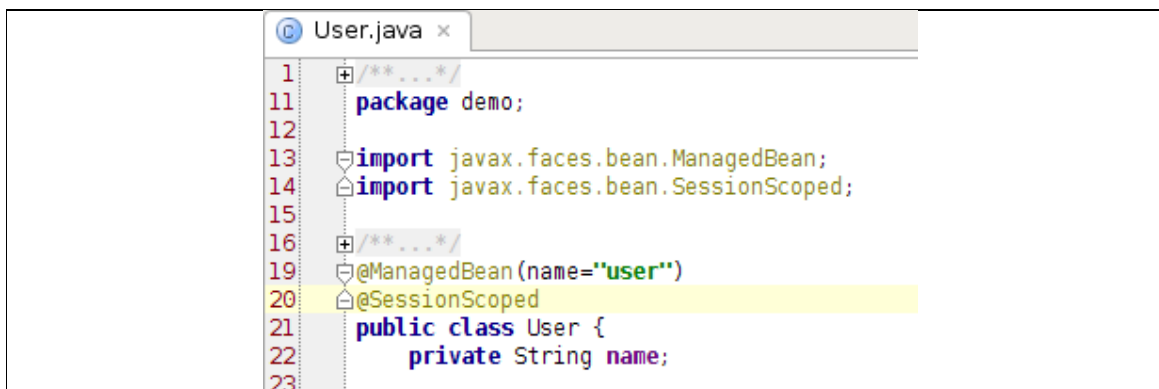 User.java ×
1 /**...*/
11 package demo;
12
13 import javax.faces.bean.ManagedBean;
14 import javax.faces.bean.SessionScoped;
15
16 /**...*/
19 @ManagedBean(name="user")
20 @SessionScoped
21 public class User {
22 private String name;
23